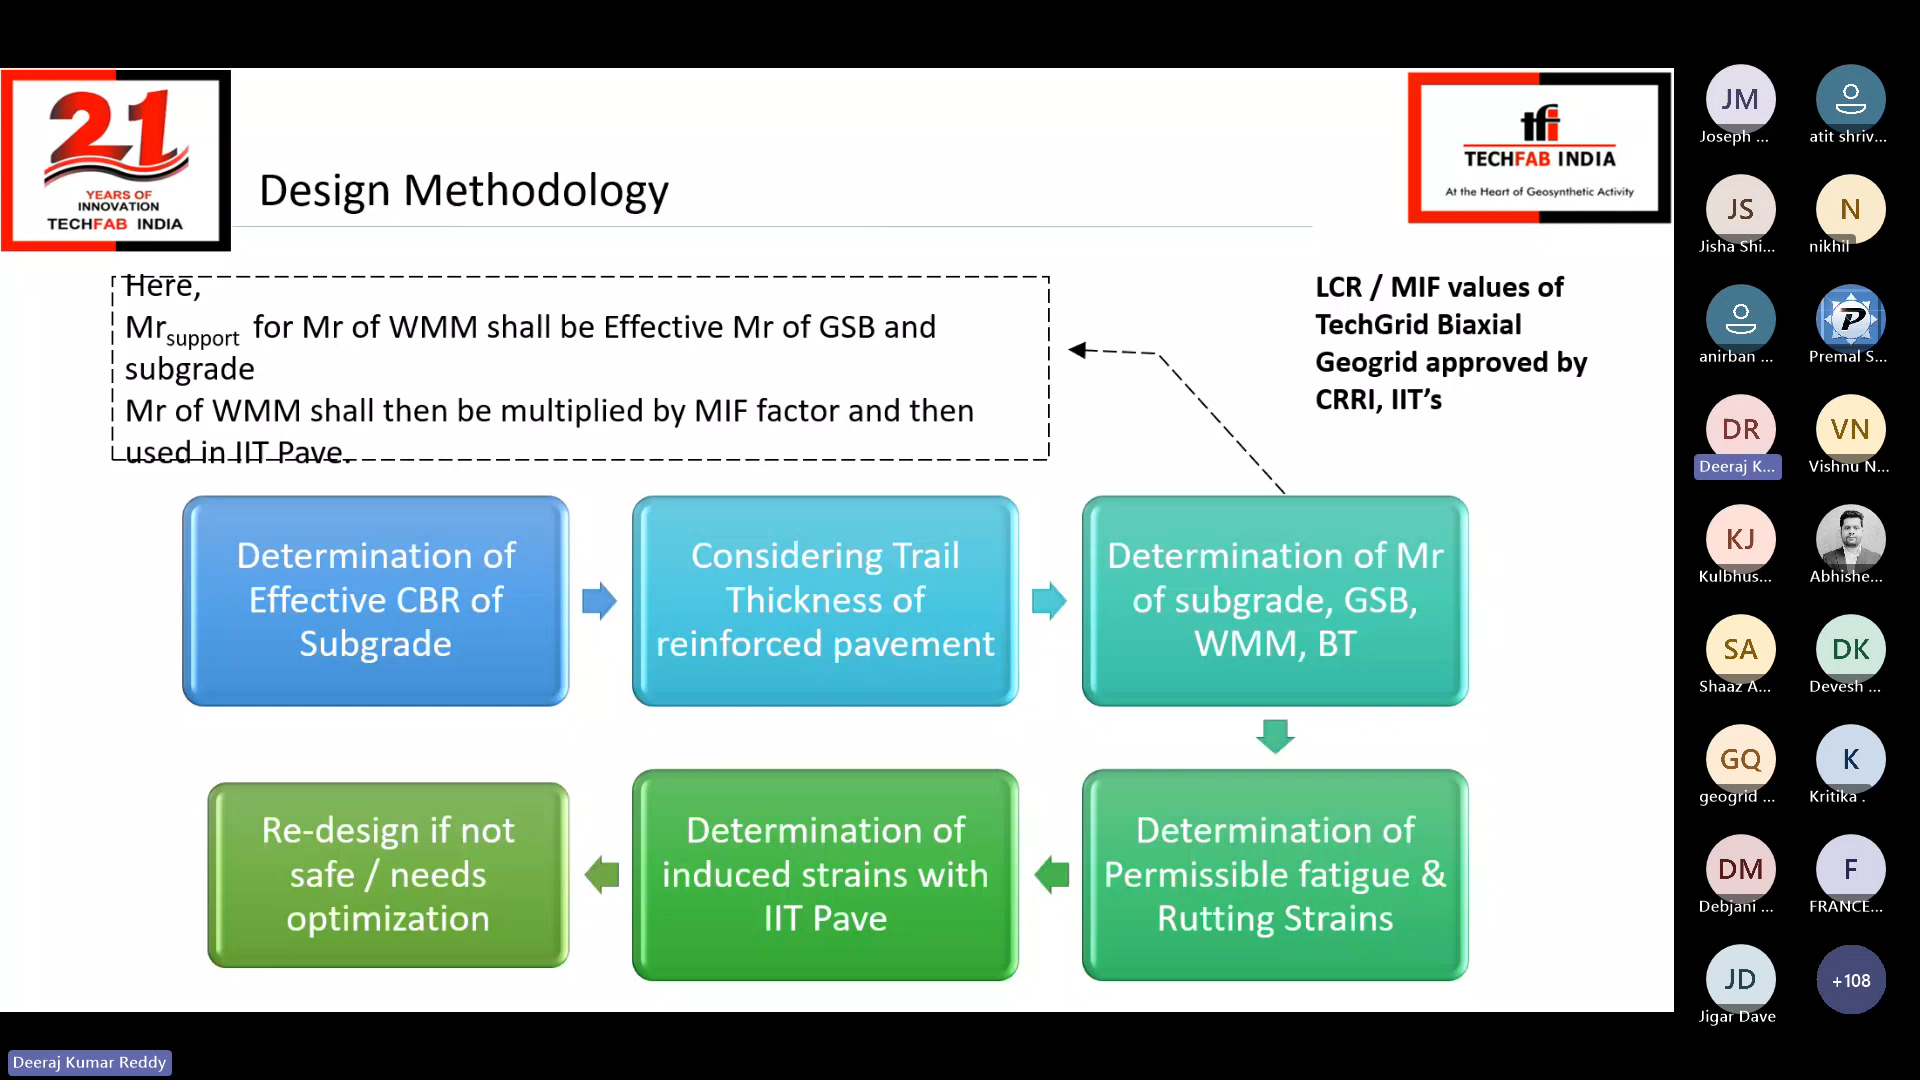 21
YEARS OF
INNOVATION
TECHFAB INDIA
Design Methodology
tfi
TECHFAB INDIA
At the Heart of Geosynthetic Activity
Here,
Mrsupport for Mr of WMM shall be Effective Mr of GSB and
subgrade
Mr of WMM shall then be multiplied by MIF factor and then
used in IIT Pave.
LCR / MIF values of
TechGrid Biaxial
Geogrid approved by
CRRI, IIT’s
Determination of
Effective CBR of
Subgrade
Considering Trail
Thickness of
reinforced pavement
Determination of Mr
of subgrade, GSB,
WMM, BT
Determination of
Permissible fatigue &
Rutting Strains
Determination of
induced strains with
IIT Pave
Re-design if not
safe / needs
optimization
JM
Joseph ...
atit shriv...
JS
Jisha Shi...
N
nikhil
anirban ...
P
Premal S...
DR
Deeraj K...
VN
Vishnu N...
KJ
Kulbhus...
Abhishe...
SA
Shaaz A...
DK
Devesh ...
GQ
geogrid ...
K
Kritika .
DM
Debjani ...
F
FRANCE...
JD
Jigar Dave
+108
Deeraj Kumar Reddy